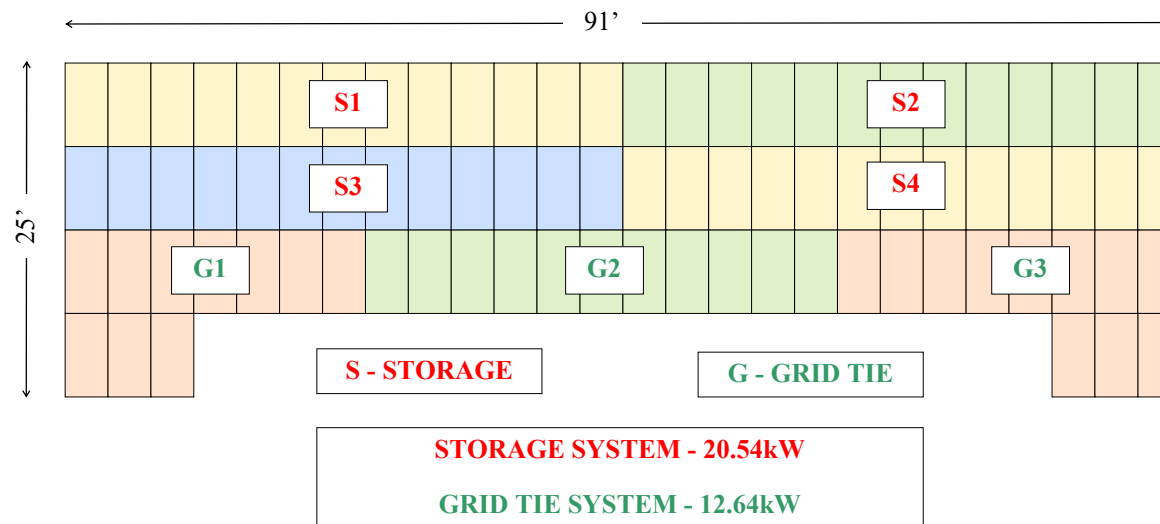 91’
S1
S2
25’
S3
S4
G1
G2
G3
S - STORAGE
G - GRID TIE
STORAGE SYSTEM - 20.54kW
GRID TIE SYSTEM - 12.64kW